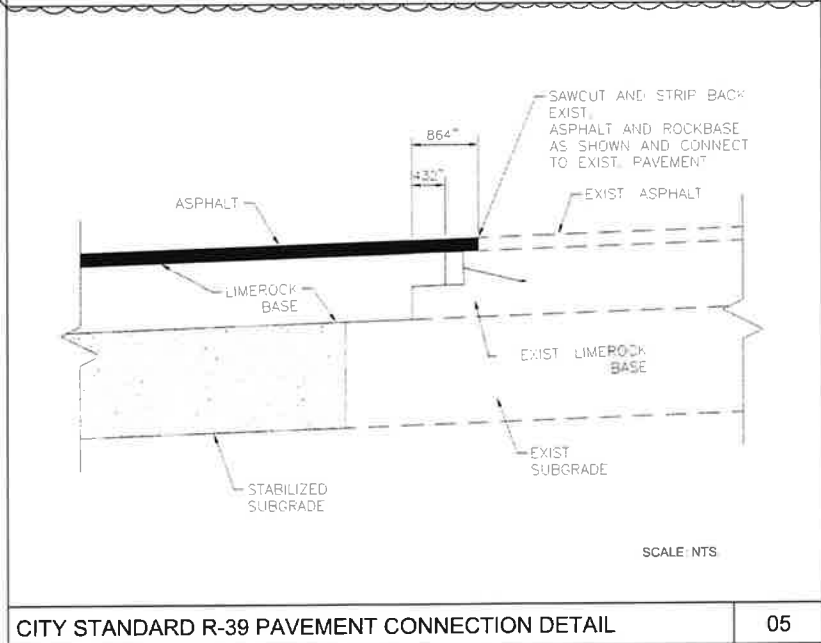 SAWCUT AND STRIP BACK
EXIST.
ASPHALT AND ROCKBASE
AS SHOWN AND CONNECT
TO EXIST. PAVEMENT
864"
432"
ASPHALT
EXIST ASPHALT
LIMEROCK
BASE
EXIST LIMEROCK
BASE
EXIST
SUBGRADE
STABILIZED
SUBGRADE
SCALE: NTS
CITY STANDARD R-39 PAVEMENT CONNECTION DETAIL
05